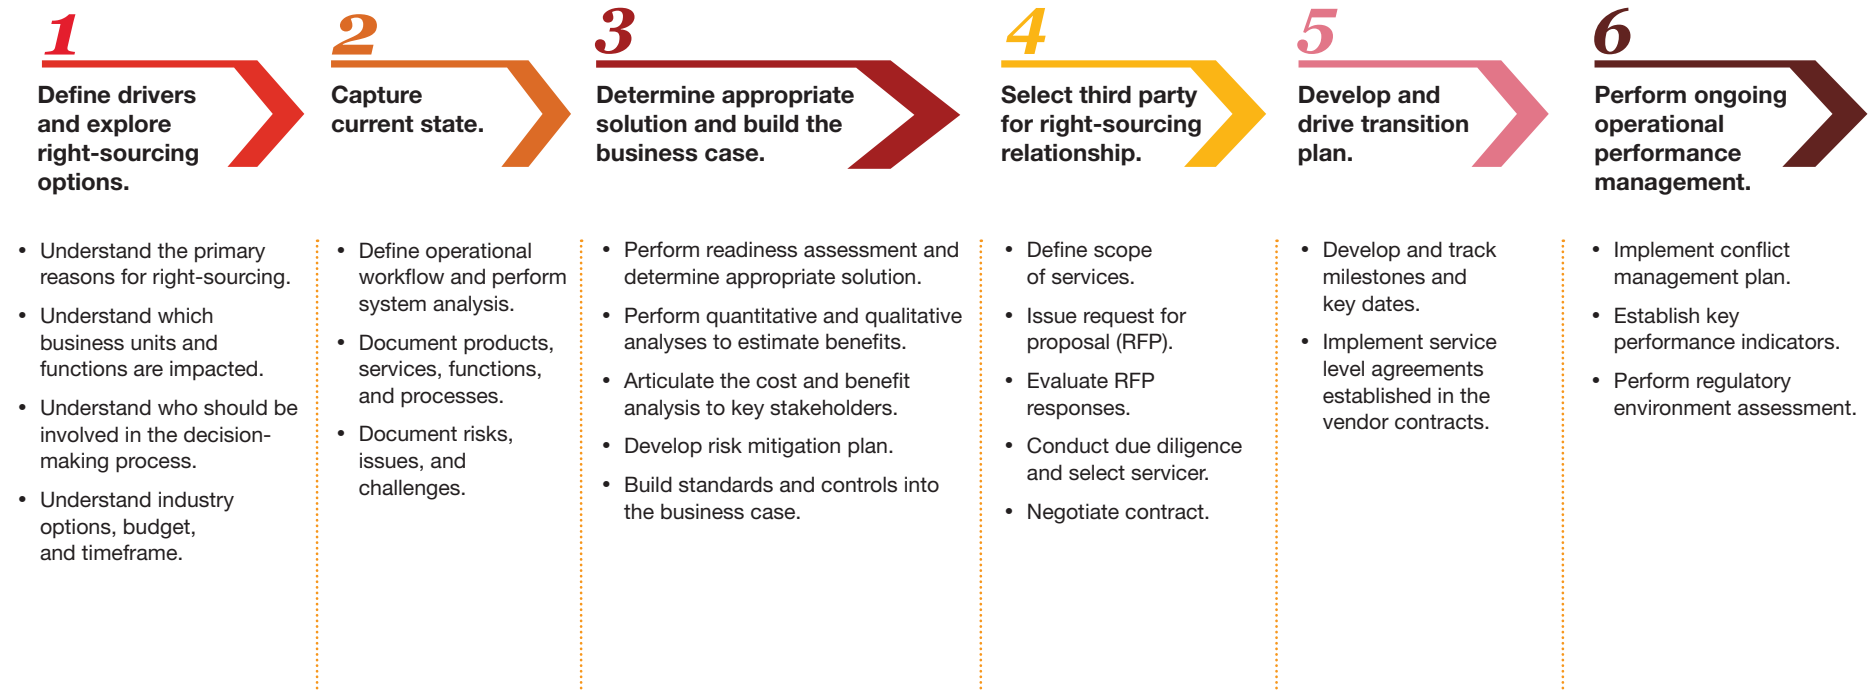 1
Define drivers
and explore
right-sourcing
options.
• Understand the primary
reasons for right-sourcing.
• Understand which
business units and
functions are impacted.
• Understand who should be
involved in the decision-
making process.
• Understand industry
options, budget,
and timeframe.
2
Capture
current state.
• Define operational
workflow and perform
system analysis.
• Document products,
services, functions,
and processes.
• Document risks,
issues, and
challenges.
3
Determine appropriate
solution and build the
business case.
• Perform readiness assessment and
determine appropriate solution.
• Perform quantitative and qualitative
analyses to estimate benefits.
• Articulate the cost and benefit
analysis to key stakeholders.
• Develop risk mitigation plan.
• Build standards and controls into
the business case.
4
Select third party
for right-sourcing
relationship.
• Define scope
of services.
• Issue request for
proposal (RFP).
• Evaluate RFP
responses.
• Conduct due diligence
and select servicer.
• Negotiate contract.
5
Develop and
drive transition
plan.
• Develop and track
milestones and
key dates.
• Implement service
level agreements
established in the
vendor contracts.
6
Perform ongoing
operational
performance
management.
• Implement conflict
management plan.
• Establish key
performance indicators.
• Perform regulatory
environment assessment.